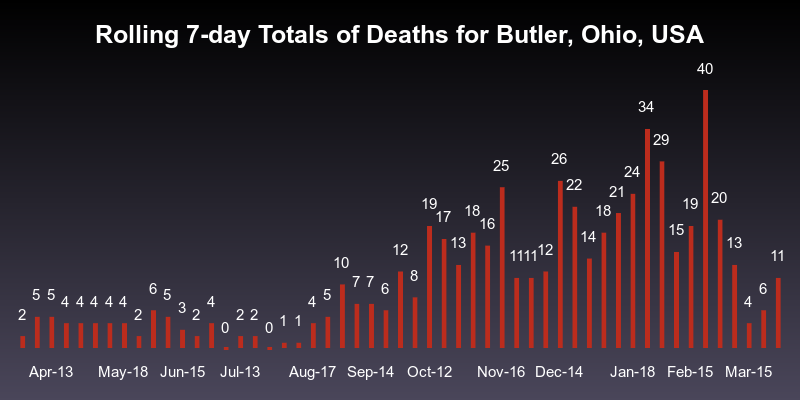 Rolling 7-day Totals of Deaths for Butler, Ohio, USA
2 5 5 4 4 4 4 4 2 6 5 3 2 4 0 2 2 0 1 1 4 5 10 7 7 6 12 8 19 17 13 18 16 25 11 11 12 26 22 14 18 21 24 34 29 15 19 40 20 13 4 6 11
Apr-13 May-18 Jun-15 Jul-13 Aug-17 Sep-14 Oct-12 Nov-16 Dec-14 Jan-18 Feb-15 Mar-15